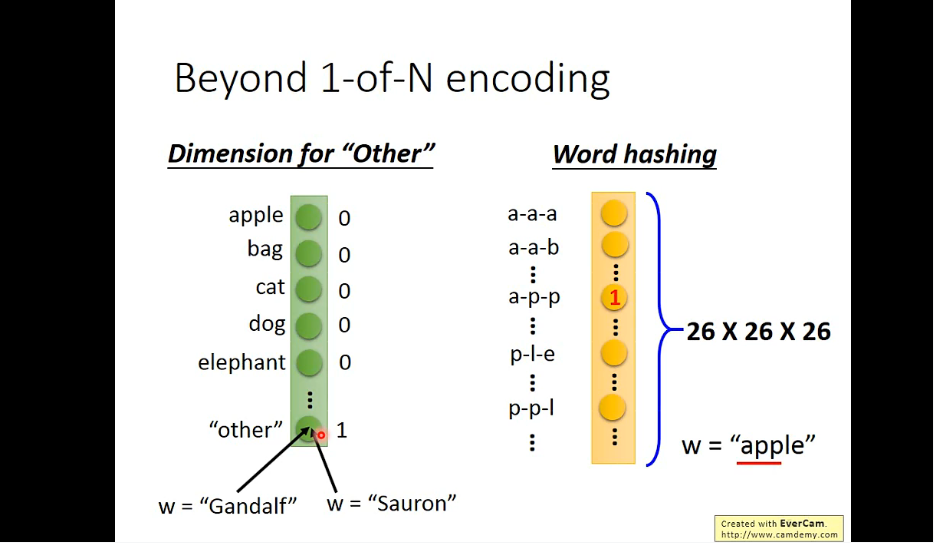 Beyond 1-of-N encoding
Dimension for “Other”
apple 0
bag 0
cat 0
dog 0
elephant 0
⋮
“other” 1
w = “Gandalf” w = “Sauron”
Word hashing
a-a-a
a-a-b
⋮ ⋮
a-p-p 1
⋮ ⋮
p-l-e
⋮ ⋮
p-p-l
⋮ ⋮
26 X 26 X 26
w = “apple”
Created with EverCam.
http://www.camdemy.com